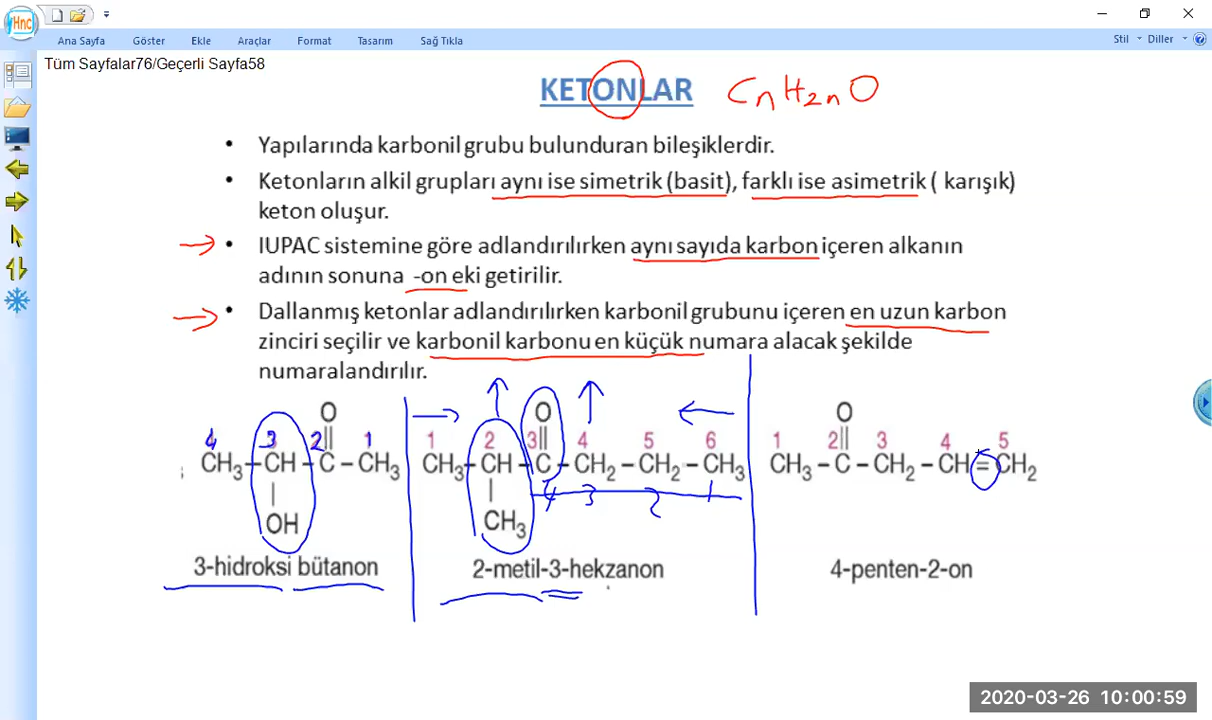 Hnc
Ana Sayfa Göster Ekle Araçlar Format Tasarım Sağ Tıkla Stil Diller
Tüm Sayfalar76/Geçerli Sayfa58
KETONLAR CnH2nO
• Yapılarında karbonil grubu bulunduran bileşiklerdir.
• Ketonların alkil grupları aynı ise simetrik (basit), farklı ise asimetrik ( karışık)
keton oluşur.
• IUPAC sistemine göre adlandırılırken aynı sayıda karbon içeren alkanın
adının sonuna -on eki getirilir.
• Dallanmış ketonlar adlandırılırken karbonil grubunu içeren en uzun karbon
zinciri seçilir ve karbonil karbonu en küçük numara alacak şekilde
numaralandırılır.
O O O
4 3 2 1 1 2 3 4 5 6 1 2 3 4 5
CH3–CH–C–CH3 CH3–CH–C–CH2–CH2–CH3 CH3–C–CH2–CH=CH2
4 3 2 1
OH CH3
3-hidroksi bütanon 2-metil-3-hekzanon 4-penten-2-on
2020-03-26 10:00:59